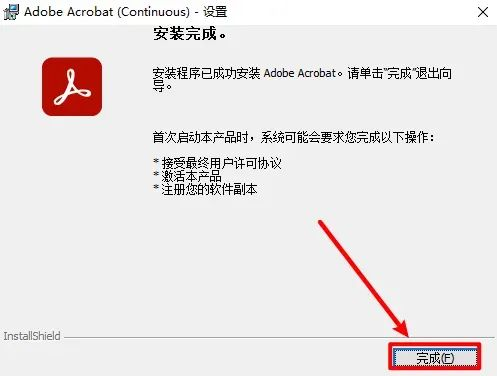 Adobe Acrobat (Continuous) - 设置
安装完成。
安装程序已成功安装 Adobe Acrobat。请单击"完成"退出向
导。
首次启动本产品时，系统可能会要求您完成以下操作：
* 接受最终用户许可协议
* 激活本产品
* 注册您的软件副本
InstallShield
完成(F)